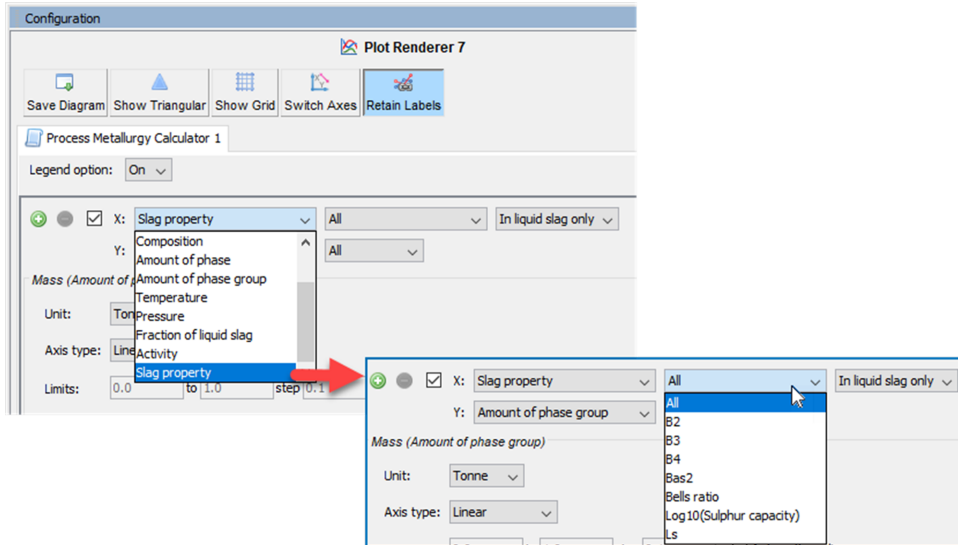 Configuration
Plot Renderer 7
Save Diagram Show Triangular Show Grid Switch Axes Retain Labels
Process Metallurgy Calculator 1
Legend option: On
X: Slag property All In liquid slag only
Y: All
Composition
Amount of phase
Amount of phase group
Temperature
Pressure
Fraction of liquid slag
Activity
Slag property
Mass (Amount of
Unit:
Axis type:
Limits: 0.0 to 1.0 step 0.1
X: Slag property All In liquid slag only
Y: Amount of phase group
All
B2
B3
B4
Bas2
Bells ratio
Log10(Sulphur capacity)
Ls
Mass (Amount of phase group)
Unit: Tonne
Axis type: Linear